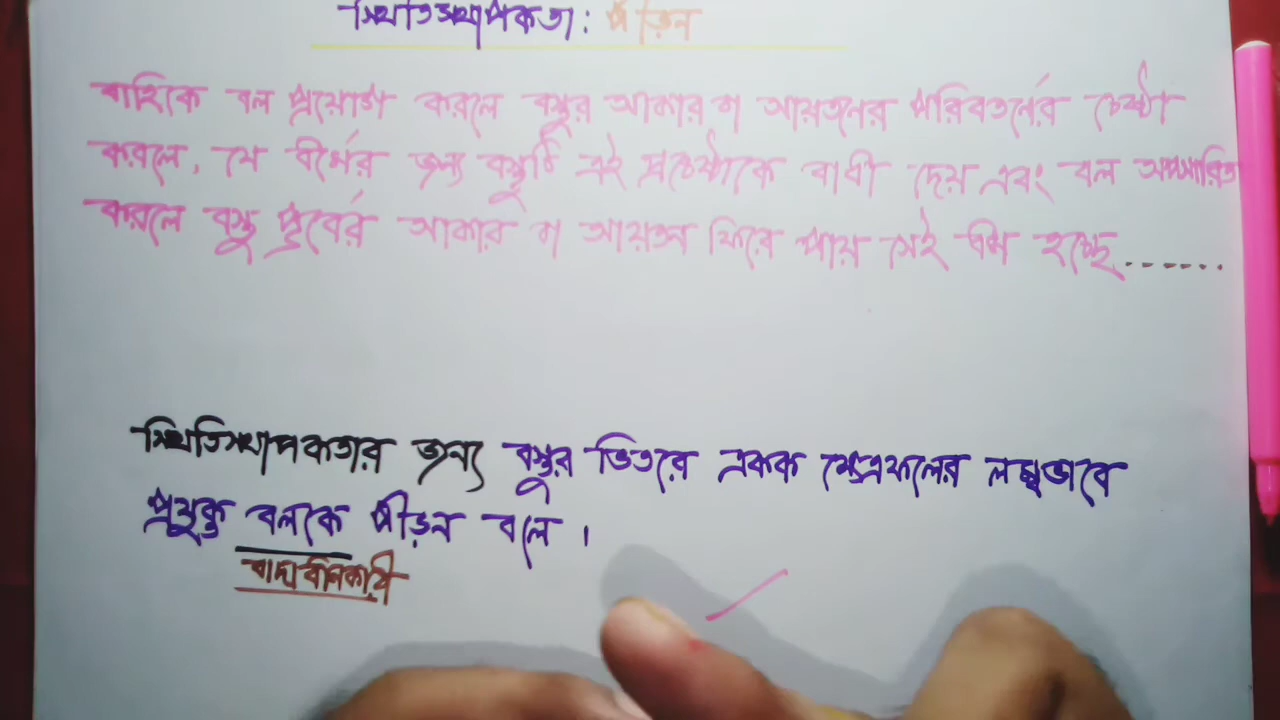 স্থিতিস্থাপকতা: পীড়ন
বাহিকে বল প্রয়োগ করলে বস্তুর আকার বা আয়তনের পরিবর্তনের চেষ্ঠা
করলে, যে ধর্মের জন্য বস্তুটি এই প্রচেষ্ঠাকে বাধা দেয় এবং বল অপসারিত
করলে বস্তু পূর্বের আকার বা আয়তন ফিরে পায় সেই ধর্ম হচ্ছে.......
স্থিতিস্থাপকতার জন্য বস্তুর ভিতরে একক ক্ষেত্রফলের লম্বভাবে
প্রযুক্ত বলকে পীড়ন বলে ।